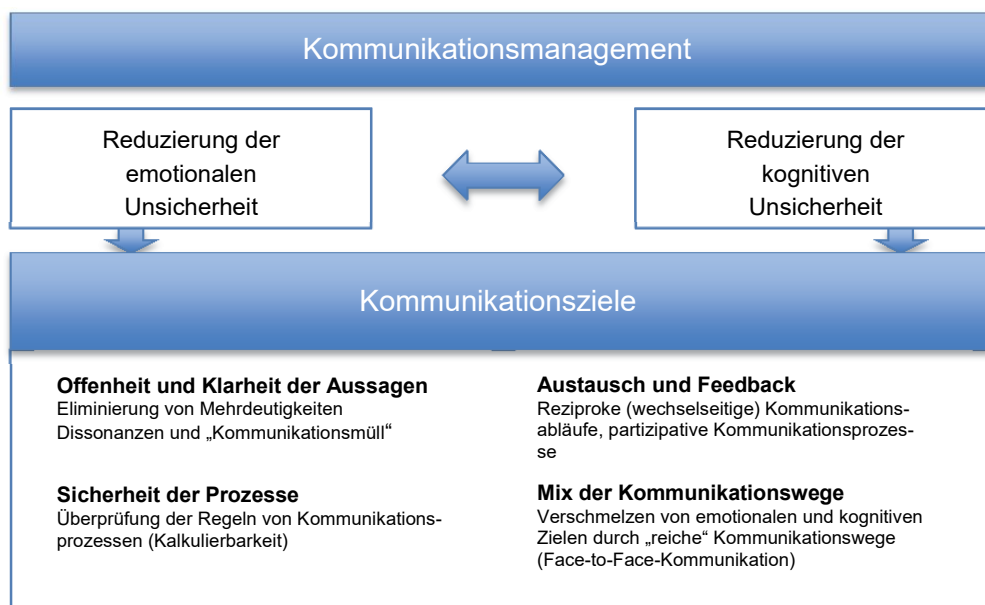 Kommunikationsmanagement
Reduzierung der
emotionalen
Unsicherheit
Reduzierung der
kognitiven
Unsicherheit
Kommunikationsziele
Offenheit und Klarheit der Aussagen
Eliminierung von Mehrdeutigkeiten
Dissonanzen und „Kommunikationsmüll“
Sicherheit der Prozesse
Überprüfung der Regeln von Kommunikations-
prozessen (Kalkulierbarkeit)
Austausch und Feedback
Reziproke (wechselseitige) Kommunikations-
abläufe, partizipative Kommunikationsprozes-
se
Mix der Kommunikationswege
Verschmelzen von emotionalen und kognitiven
Zielen durch „reiche“ Kommunikationswege
(Face-to-Face-Kommunikation)